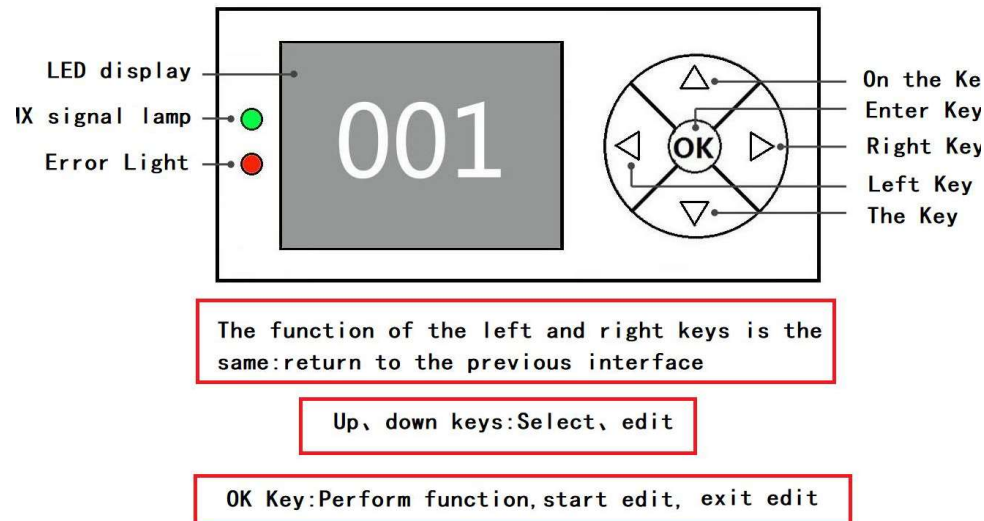 LED display
001
On the Ke
Enter Key
IX signal lamp
OK
Error Light
Right Key
Left Key
The Key
The function of the left and right keys is the
same:return to the previous interface
Up、down keys:Select、edit
OK Key:Perform function,start edit, exit edit